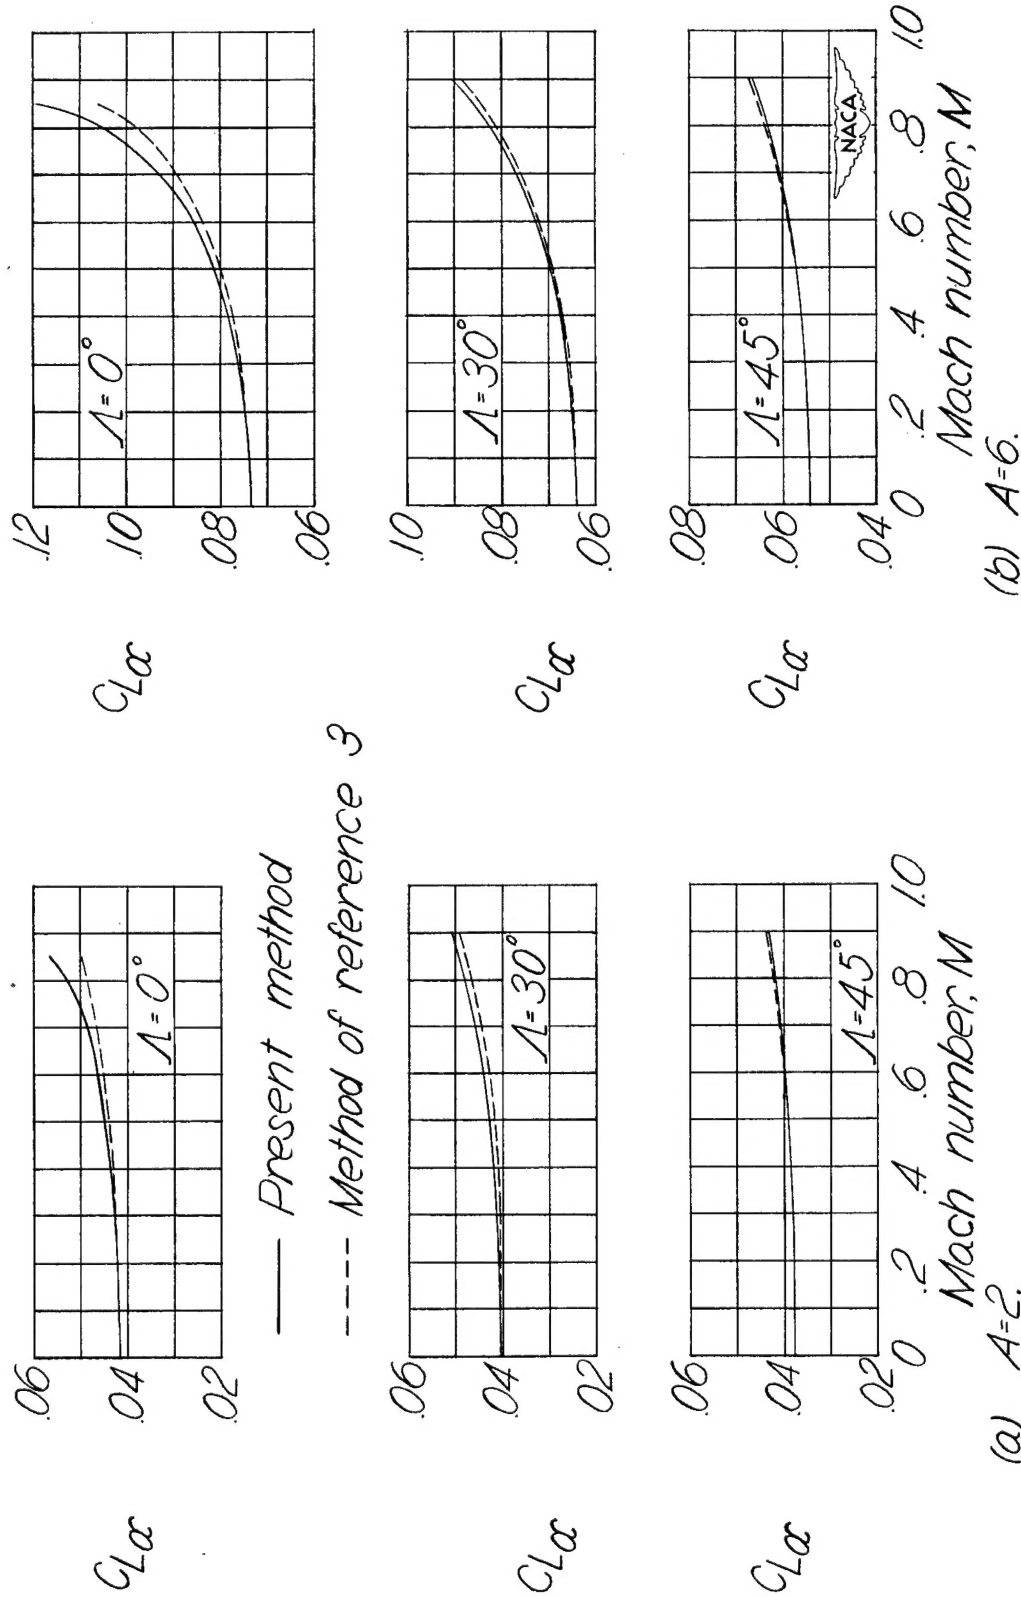 .06
.04
.02
CLα
Λ=0°
Present method
Method of reference 3
.06
.04
.02
CLα
Λ=30°
.06
.04
.02
CLα
Λ=45°
0 .2 .4 .6 .8 1.0
Mach number, M
(a) A=2.
.12
.10
.08
.06
CLα
Λ=0°
.10
.08
.06
CLα
Λ=30°
.08
.06
.04
CLα
Λ=45°
NACA
0 .2 .4 .6 .8 1.0
Mach number, M
(b) A=6.